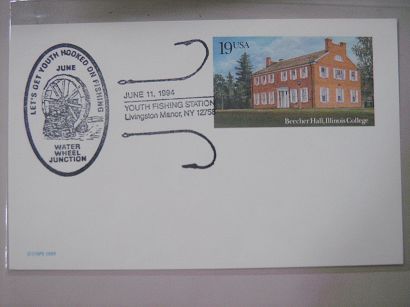 LET'S GET YOUTH HOOKED ON FISHING
JUNE
WATER
WHEEL
JUNCTION
JUNE 11, 1994
YOUTH FISHING STATION
Livingston Manor, NY 12758
19 USA
Beecher Hall, Illinois College